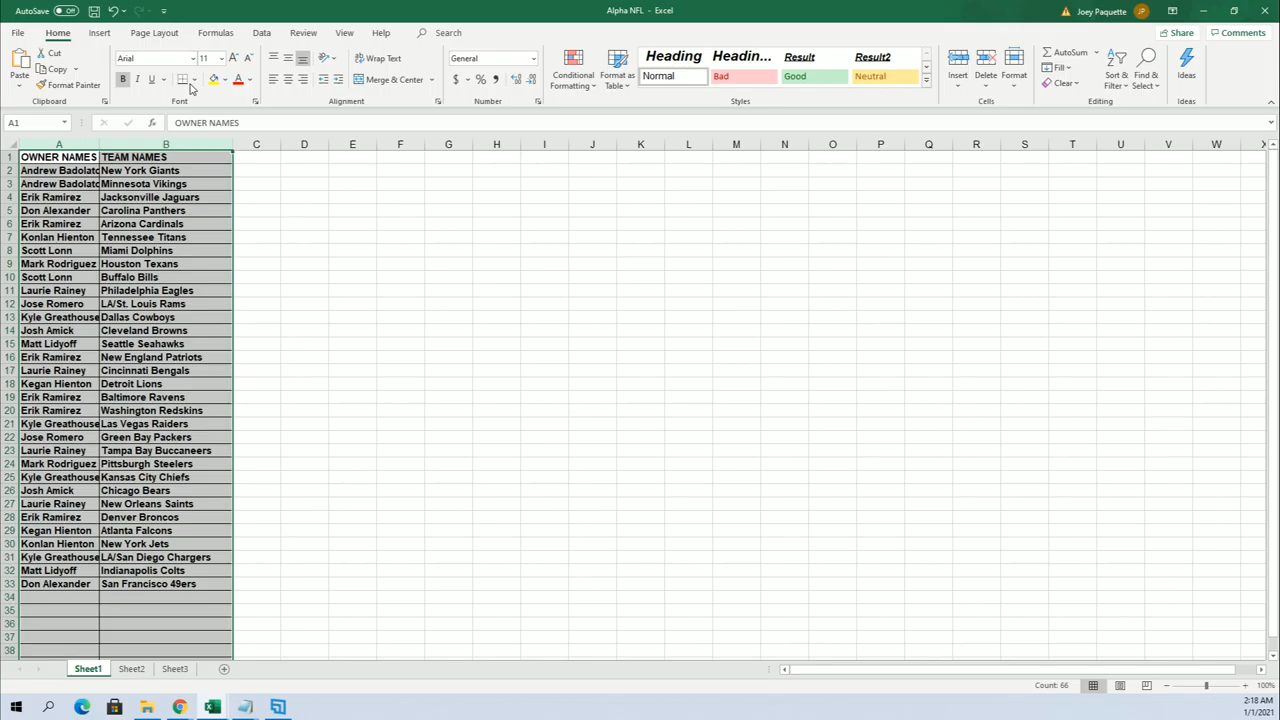 AutoSave Off
Alpha NFL - Excel
Joey Paquette JP
File Home Insert Page Layout Formulas Data Review View Help Search
Share Comments
Paste
Cut
Copy
Format Painter
Clipboard
Arial 11
B I U
Font
Wrap Text
Merge & Center
Alignment
General
$ % ,
Number
Conditional Formatting
Format as Table
Heading Headin... Result Result2
Normal Bad Good Neutral
Styles
Insert Delete Format
Cells
AutoSum
Fill
Clear
Sort & Filter
Find & Select
Editing
Ideas
Ideas
A1 fx OWNER NAMES
A B C D E F G H I J K L M N O P Q R S T U V W X
1 OWNER NAMES TEAM NAMES
2 Andrew Badolato New York Giants
3 Andrew Badolato Minnesota Vikings
4 Erik Ramirez Jacksonville Jaguars
5 Don Alexander Carolina Panthers
6 Erik Ramirez Arizona Cardinals
7 Konlan Hienton Tennessee Titans
8 Scott Lonn Miami Dolphins
9 Mark Rodriguez Houston Texans
10 Scott Lonn Buffalo Bills
11 Laurie Rainey Philadelphia Eagles
12 Jose Romero LA/St. Louis Rams
13 Kyle Greathouse Dallas Cowboys
14 Josh Amick Cleveland Browns
15 Matt Lidyoff Seattle Seahawks
16 Erik Ramirez New England Patriots
17 Laurie Rainey Cincinnati Bengals
18 Kegan Hienton Detroit Lions
19 Erik Ramirez Baltimore Ravens
20 Erik Ramirez Washington Redskins
21 Kyle Greathouse Las Vegas Raiders
22 Jose Romero Green Bay Packers
23 Laurie Rainey Tampa Bay Buccaneers
24 Mark Rodriguez Pittsburgh Steelers
25 Kyle Greathouse Kansas City Chiefs
26 Josh Amick Chicago Bears
27 Laurie Rainey New Orleans Saints
28 Erik Ramirez Denver Broncos
29 Kegan Hienton Atlanta Falcons
30 Konlan Hienton New York Jets
31 Kyle Greathouse LA/San Diego Chargers
32 Matt Lidyoff Indianapolis Colts
33 Don Alexander San Francisco 49ers
34
35
36
37
38
Sheet1 Sheet2 Sheet3
Count: 66 100%
2:18 AM
1/1/2021